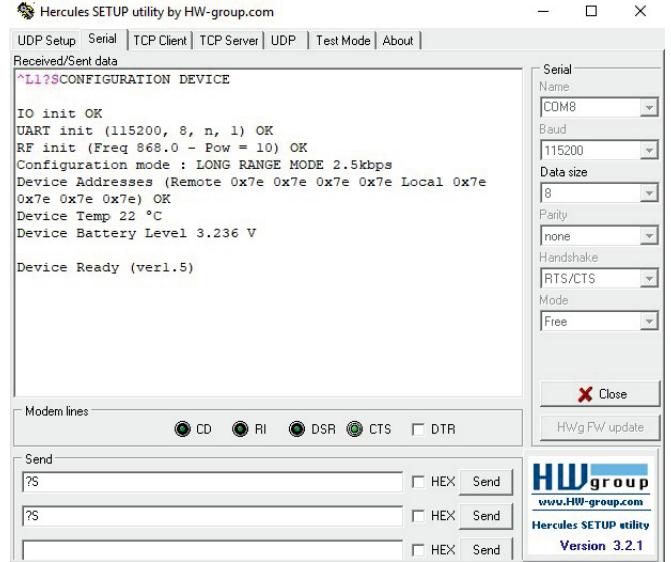 Hercules SETUP utility by HW-group.com
UDP Setup Serial TCP Client TCP Server UDP Test Mode About
Received/Sent data
^L1?SCONFIGURATION DEVICE
IO init OK
UART init (115200, 8, n, 1) OK
RF init (Freq 868.0 - Pow = 10) OK
Configuration mode : LONG RANGE MODE 2.5kbps
Device Addresses (Remote 0x7e 0x7e 0x7e 0x7e Local 0x7e
0x7e 0x7e 0x7e) OK
Device Temp 22 °C
Device Battery Level 3.236 V
Device Ready (ver1.5)
Serial
Name
COM8
Baud
115200
Data size
8
Parity
none
Handshake
RTS/CTS
Mode
Free
Close
HWg FW update
Modem lines
CD RI DSR CTS DTR
Send
?S HEX Send
?S HEX Send
HEX Send
HW group
www.HW-group.com
Hercules SETUP utility
Version 3.2.1